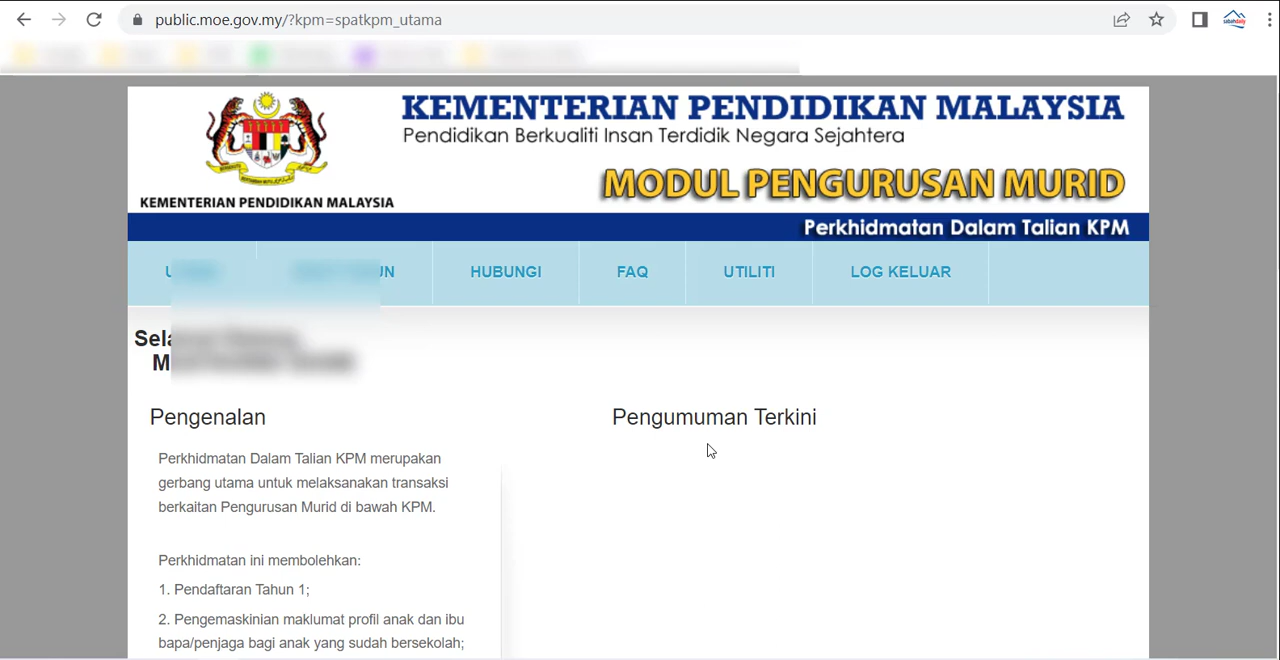 public.moe.gov.my/?kpm=spatkpm_utama
KEMENTERIAN PENDIDIKAN MALAYSIA
Pendidikan Berkualiti Insan Terdidik Negara Sejahtera
MODUL PENGURUSAN MURID
KEMENTERIAN PENDIDIKAN MALAYSIA
Perkhidmatan Dalam Talian KPM
HUBUNGI FAQ UTILITI LOG KELUAR
Pengenalan
Perkhidmatan Dalam Talian KPM merupakan
gerbang utama untuk melaksanakan transaksi
berkaitan Pengurusan Murid di bawah KPM.
Perkhidmatan ini membolehkan:
1. Pendaftaran Tahun 1;
2. Pengemaskinian maklumat profil anak dan ibu
bapa/penjaga bagi anak yang sudah bersekolah;
Pengumuman Terkini